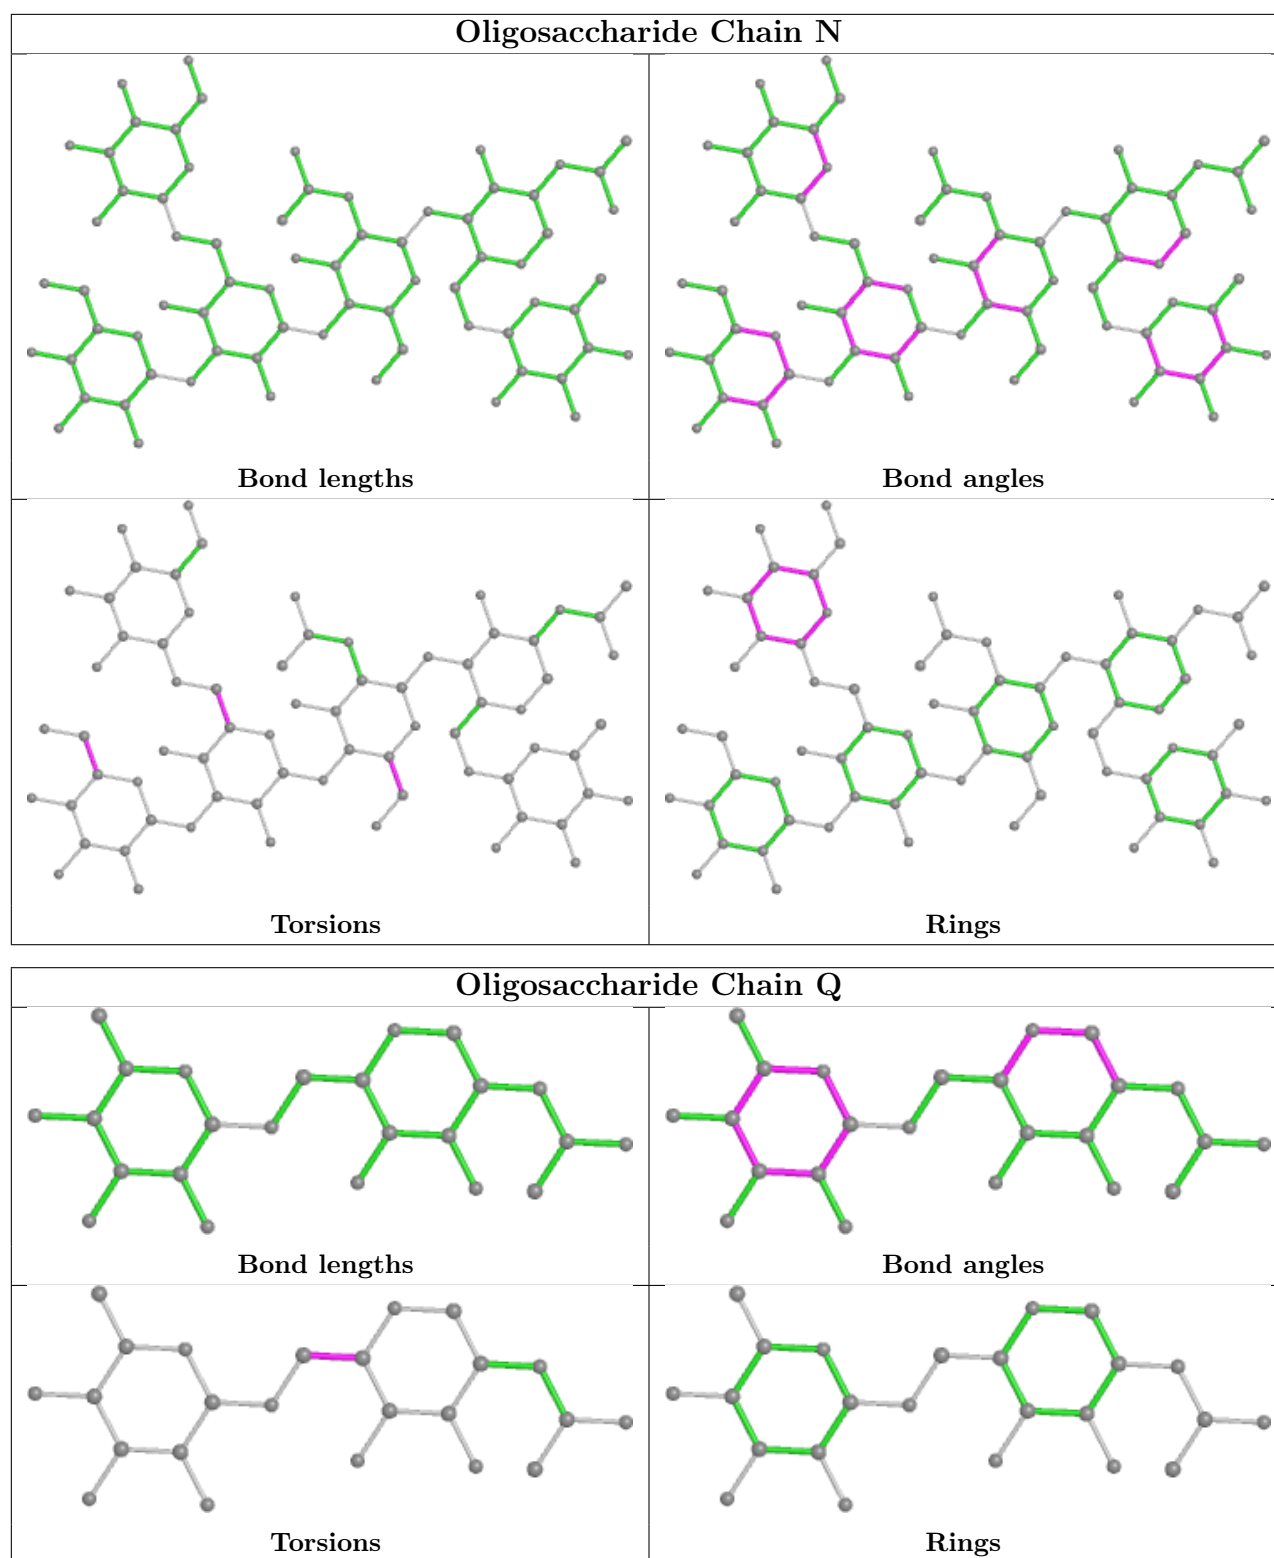 Oligosaccharide Chain N
Bond lengths
Bond angles
Torsions
Rings
Oligosaccharide Chain Q
Bond lengths
Bond angles
Torsions
Rings